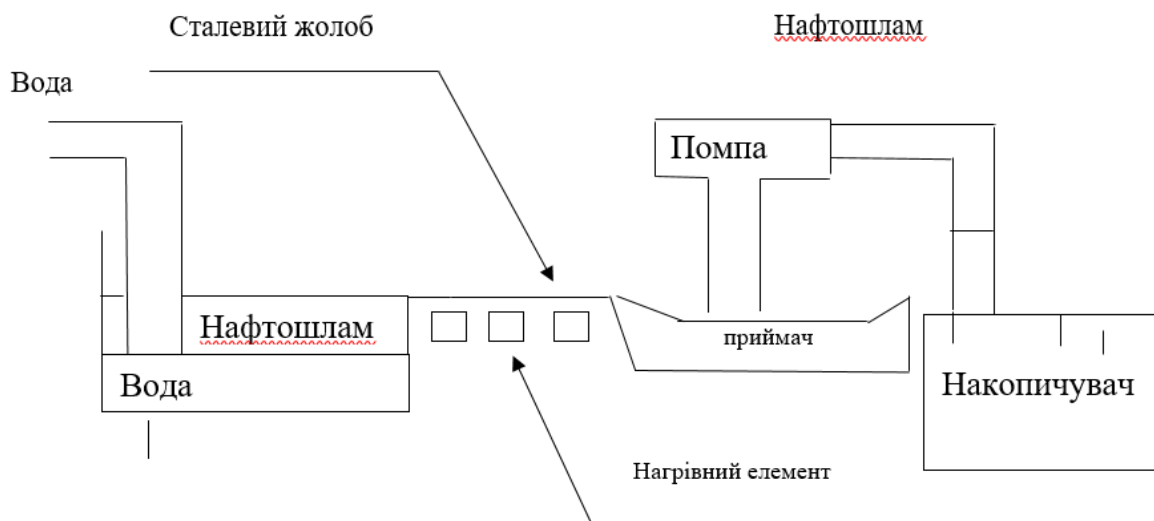 Сталевий жолоб
Нафтошлам
Вода
Помпа
Нафтошлам
приймач
Вода
Накопичувач
Нагрівний елемент